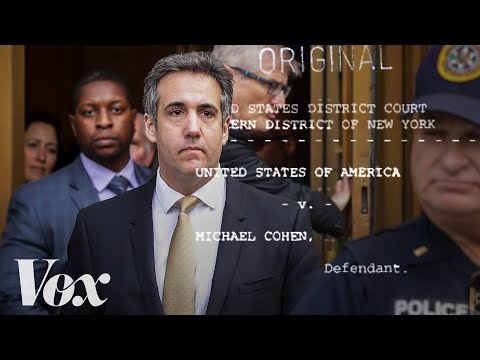 ORIGINAL
STATES DISTRICT COURT
ERN DISTRICT OF NEW YORK
UNITED STATES OF AMERICA
- v. -
MICHAEL COHEN,
Defendant.
Vox
POLICE